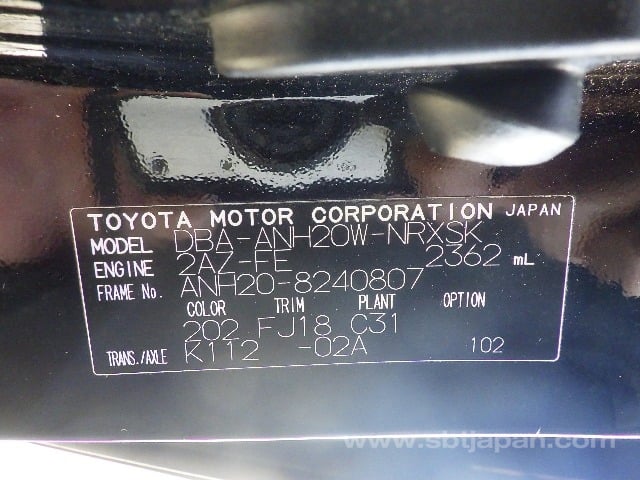 TOYOTA MOTOR CORPORATION JAPAN
MODEL DBA-ANH20W-NRXSK
ENGINE 2AZ-FE 2362 mL
FRAME No. ANH20-8240807
COLOR TRIM PLANT OPTION
202 FJ18 C31
TRANS./AXLE K112 -02A 102
www.sbtjapan.com